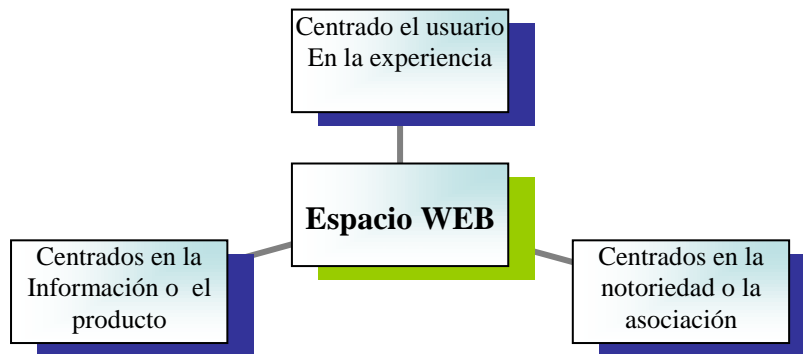 Centrado el usuario
En la experiencia
Espacio WEB
Centrados en la
Información o el
producto
Centrados en la
notoriedad o la
asociación